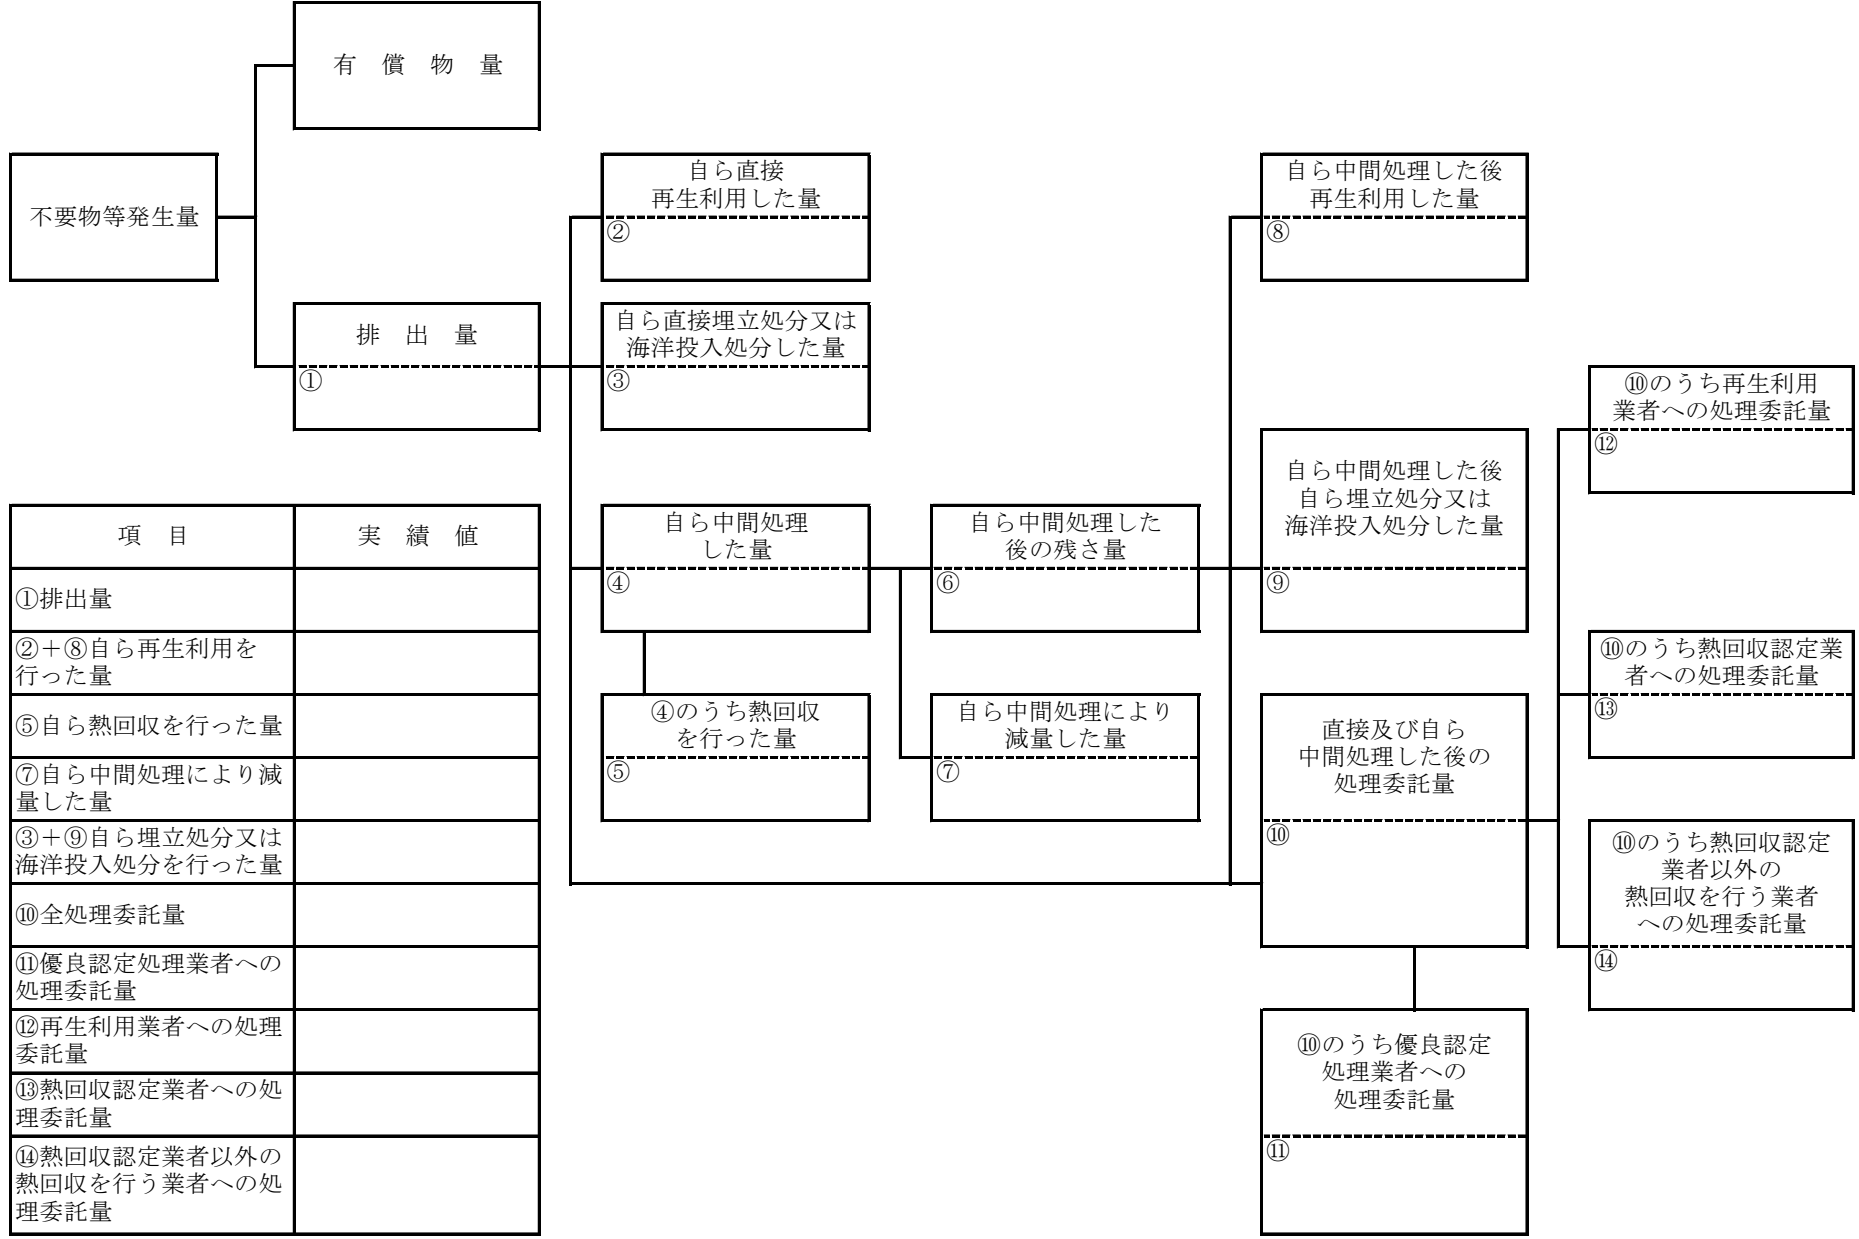 有　償　物　量
不要物等発生量
排　出　量
①
自ら直接
再生利用した量
②
自ら直接埋立処分又は
海洋投入処分した量
③
自ら中間処理
した量
④
④のうち熱回収
を行った量
⑤
自ら中間処理した
後の残さ量
⑥
自ら中間処理により
減量した量
⑦
自ら中間処理した後
再生利用した量
⑧
自ら中間処理した後
自ら埋立処分又は
海洋投入処分した量
⑨
直接及び自ら
中間処理した後の
処理委託量
⑩
⑩のうち優良認定
処理業者への
処理委託量
⑪
⑩のうち再生利用
業者への処理委託量
⑫
⑩のうち熱回収認定業
者への処理委託量
⑬
⑩のうち熱回収認定
業者以外の
熱回収を行う業者
への処理委託量
⑭
項　目
実　績　値
①排出量
②＋⑧自ら再生利用を
行った量
⑤自ら熱回収を行った量
⑦自ら中間処理により減
量した量
③＋⑨自ら埋立処分又は
海洋投入処分を行った量
⑩全処理委託量
⑪優良認定処理業者への
処理委託量
⑫再生利用業者への処理
委託量
⑬熱回収認定業者への処
理委託量
⑭熱回収認定業者以外の
熱回収を行う業者への処
理委託量